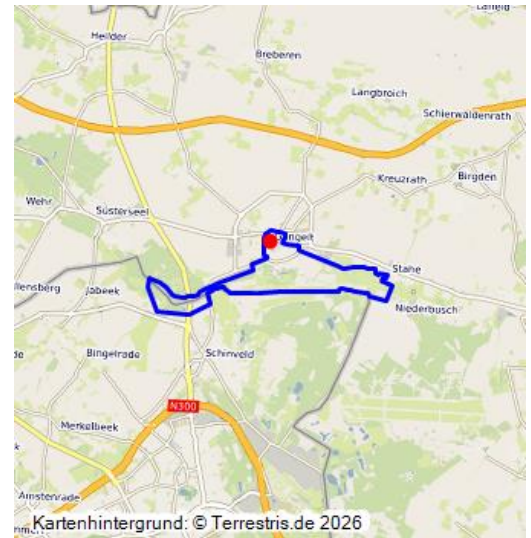 Lafeld
Heilder
Breberen
Langbroich
Schierwaldenrath
Kreuzrath
Birgden
Wehr
Süsterseel
Stahe
Jabeek
Niederbusch
Bingelrade
Schinveld
N300
Merkelbeek
Amstenrade
Kartenhintergrund: © Terrestris.de 2026